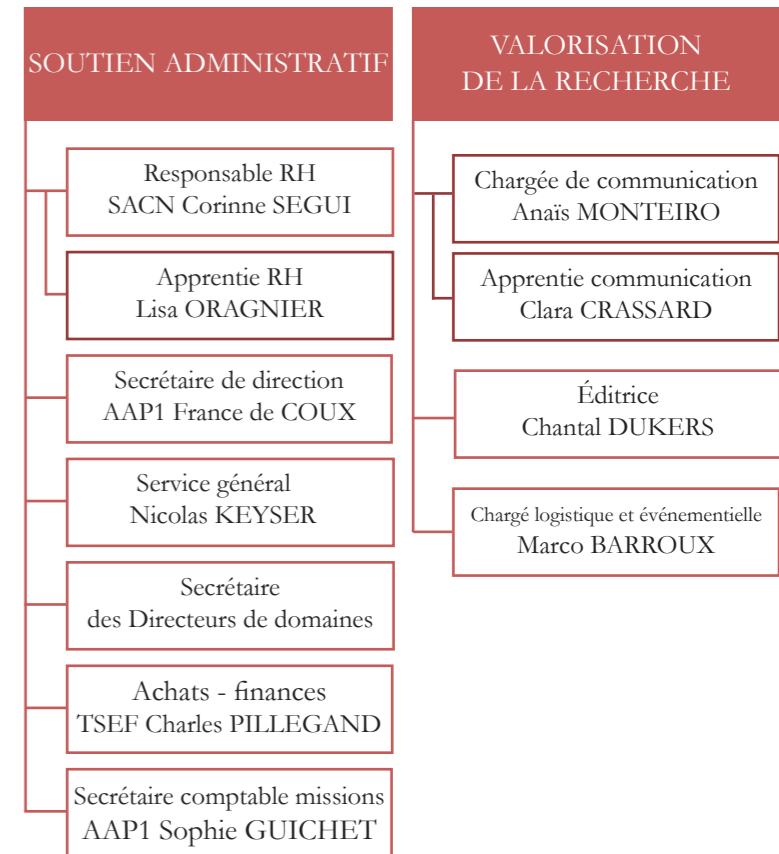 SOUTIEN ADMINISTRATIF
Responsable RH
SACN Corinne SEGUI
Apprentie RH
Lisa ORAGNIER
Secrétaire de direction
AAP1 France de COUX
Service général
Nicolas KEYSER
Secrétaire
des Directeurs de domaines
Achats - finances
TSEF Charles PILLEGAND
Secrétaire comptable missions
AAP1 Sophie GUICHET
VALORISATION
DE LA RECHERCHE
Chargée de communication
Anaïs MONTEIRO
Apprentie communication
Clara CRASSARD
Éditrice
Chantal DUKERS
Chargé logistique et événementielle
Marco BARROUX